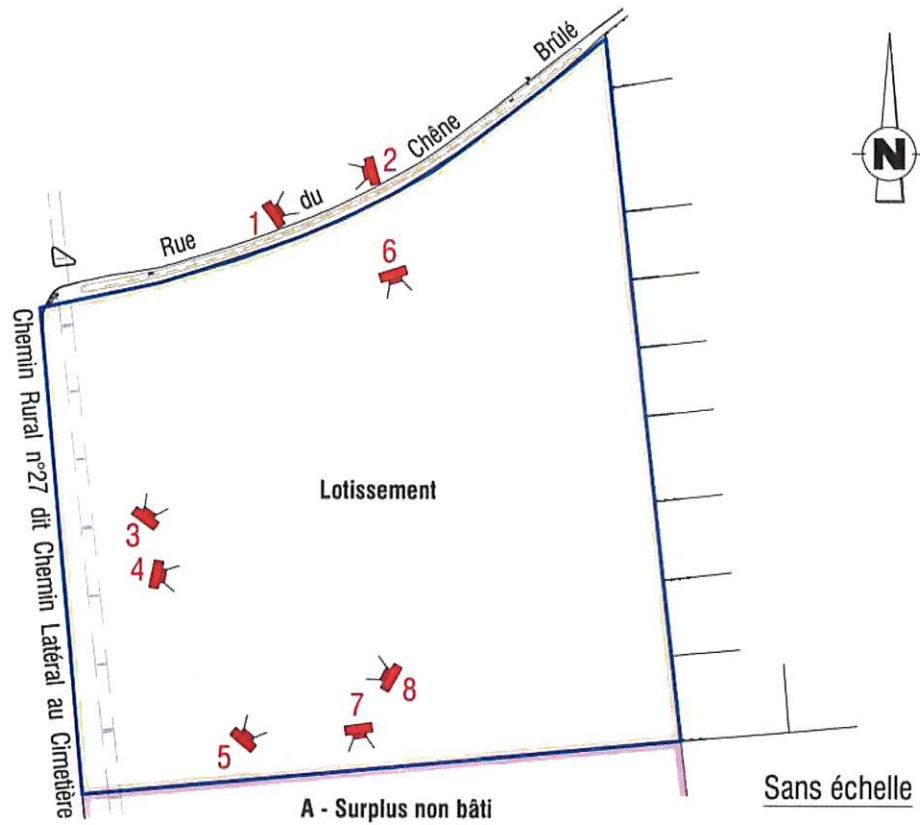 Rue du Chêne Brûlé
N
1
2
6
Chemin Rural n°27 dit Chemin Latéral au Cimetière
Lotissement
3
4
5
7
8
A - Surplus non bâti
Sans échelle